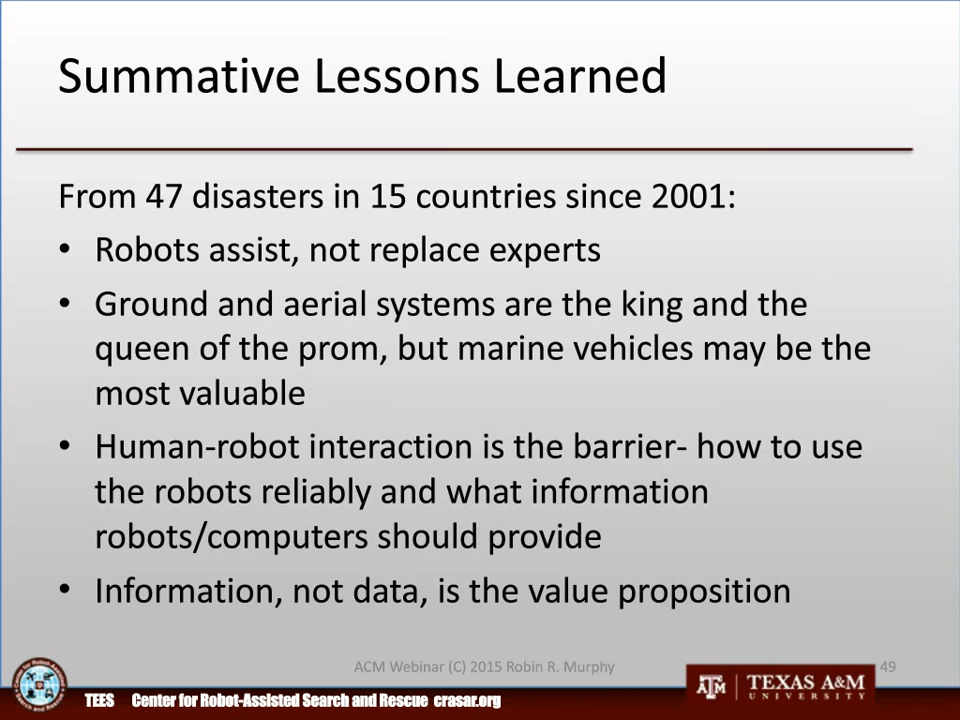 Summative Lessons Learned
From 47 disasters in 15 countries since 2001:
• Robots assist, not replace experts
• Ground and aerial systems are the king and the
queen of the prom, but marine vehicles may be the
most valuable
• Human-robot interaction is the barrier- how to use
the robots reliably and what information
robots/computers should provide
• Information, not data, is the value proposition
ACM Webinar (C) 2015 Robin R. Murphy
49
TEES Center for Robot-Assisted Search and Rescue crasar.org
ATM
TEXAS A&M
UNIVERSITY